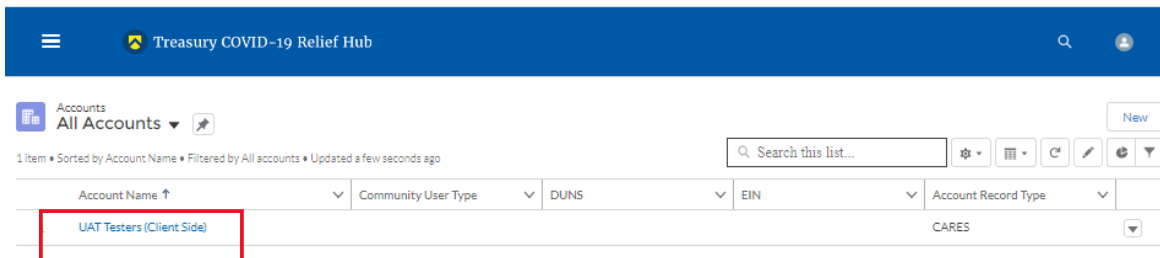 Treasury COVID-19 Relief Hub
Accounts
All Accounts
New
1 item • Sorted by Account Name • Filtered by All accounts • Updated a few seconds ago
Search this list...
Account Name ↑ Community User Type DUNS EIN Account Record Type
UAT Testers (Client Side) CARES